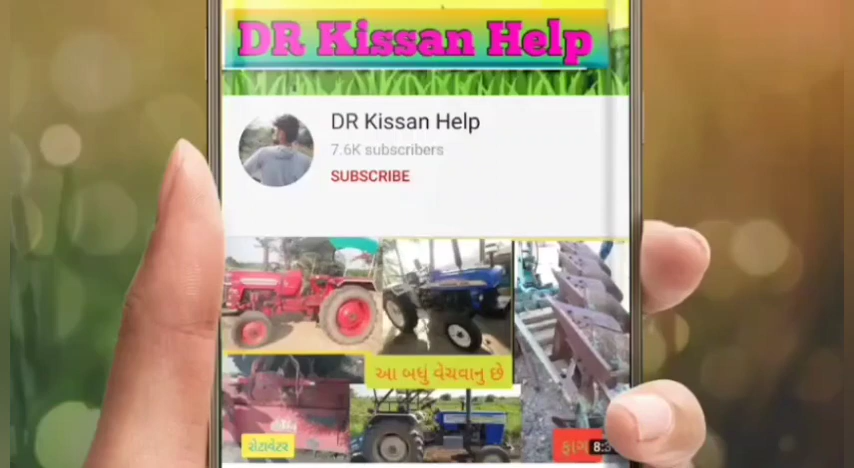 DR Kissan Help
DR Kissan Help
7.6K subscribers
SUBSCRIBE
આ બધું વેચવાનુ છે
રોટાવેટર